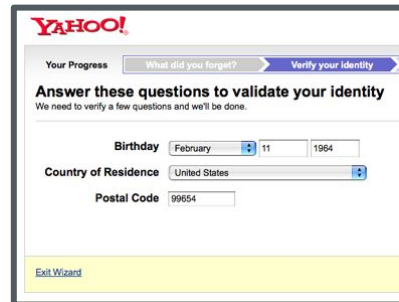 YAHOO!
Your Progress What did you forget? Verify your identity
Answer these questions to validate your identity
We need to verify a few questions and we'll be done.
Birthday February 11 1964
Country of Residence United States
Postal Code 99654
Exit Wizard